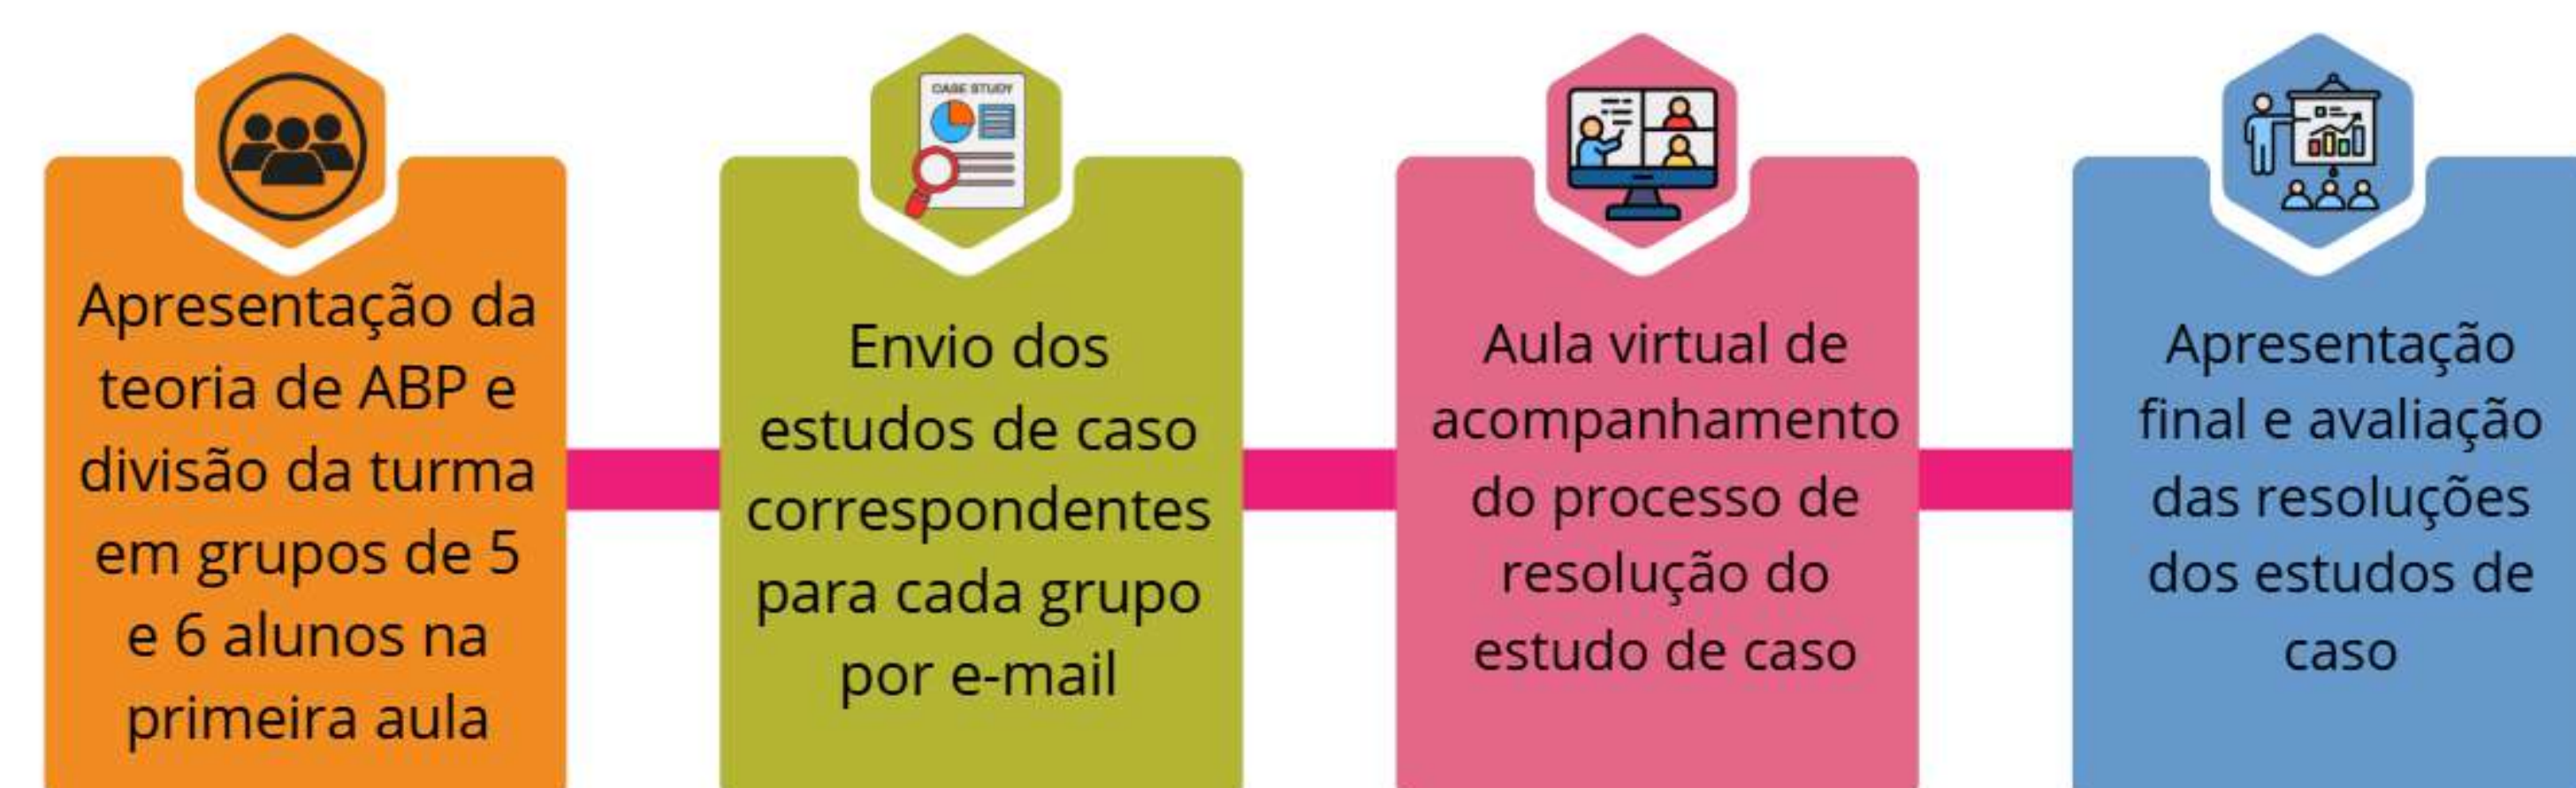 Apresentação da
teoria de ABP e
divisão da turma
em grupos de 5
e 6 alunos na
primeira aula
CASE STUDY
Envio dos
estudos de caso
correspondentes
para cada grupo
por e-mail
Aula virtual de
acompanhamento
do processo de
resolução do
estudo de caso
Apresentação
final e avaliação
das resoluções
dos estudos de
caso